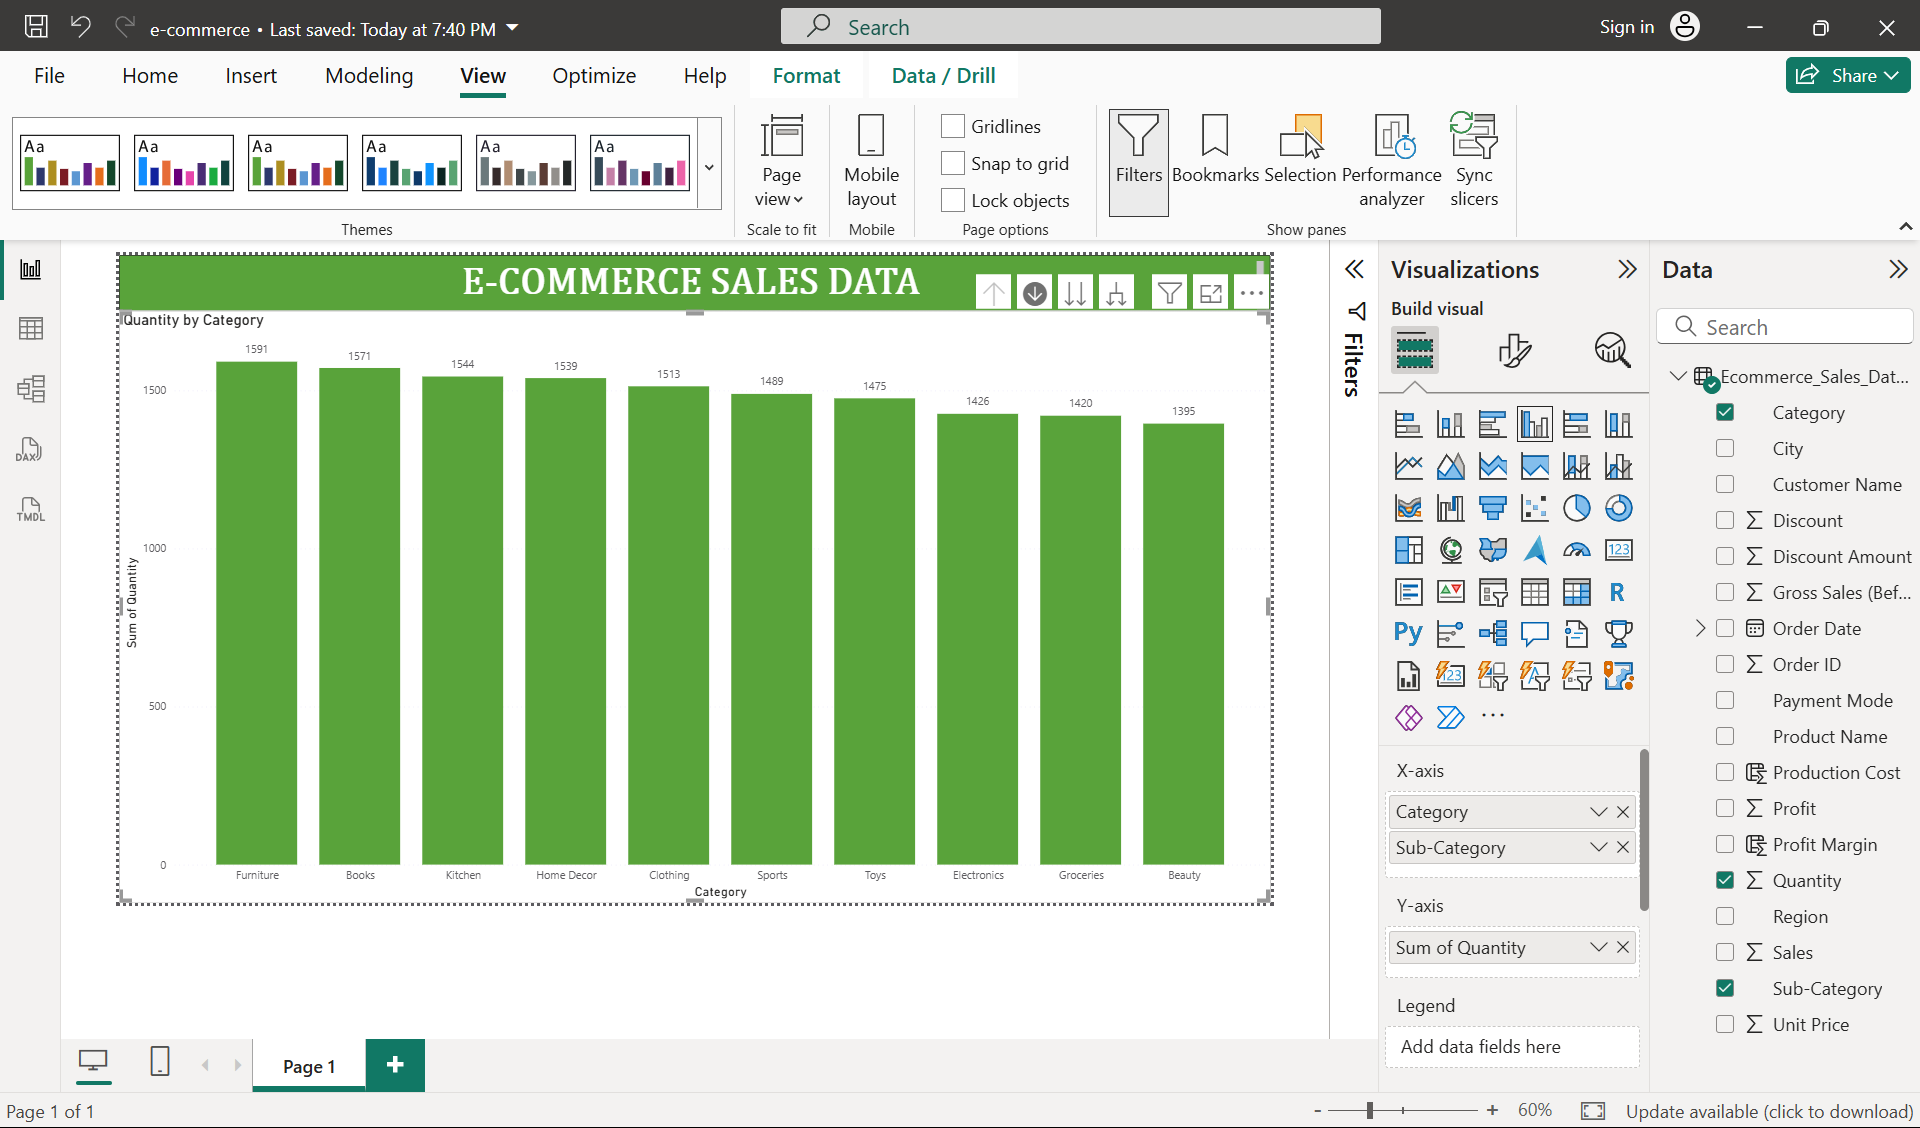 e-commerce • Last saved: Today at 7:40 PM
Search
Sign in
File
Home
Insert
Modeling
View
Optimize
Help
Format
Data / Drill
Share
Aa
Aa
Aa
Aa
Aa
Aa
Page view
Mobile layout
Gridlines
Snap to grid
Lock objects
Filters
Bookmarks
Selection
Performance analyzer
Sync slicers
Themes
Scale to fit
Mobile
Page options
Show panes
DAX
TMDL
E-COMMERCE SALES DATA
Quantity by Category
Sum of Quantity
1500
1000
500
0
1591
1571
1544
1539
1513
1489
1475
1426
1420
1395
Furniture
Books
Kitchen
Home Decor
Clothing
Sports
Toys
Electronics
Groceries
Beauty
Category
Filters
Visualizations
Build visual
123
R
Py
123
X-axis
Category
Sub-Category
Y-axis
Sum of Quantity
Legend
Add data fields here
Data
Search
Ecommerce_Sales_Dat...
Category
City
Customer Name
Discount
Discount Amount
Gross Sales (Bef...
Order Date
Order ID
Payment Mode
Product Name
Production Cost
Profit
Profit Margin
Quantity
Region
Sales
Sub-Category
Unit Price
Page 1
+
Page 1 of 1
-
+
60%
Update available (click to download)